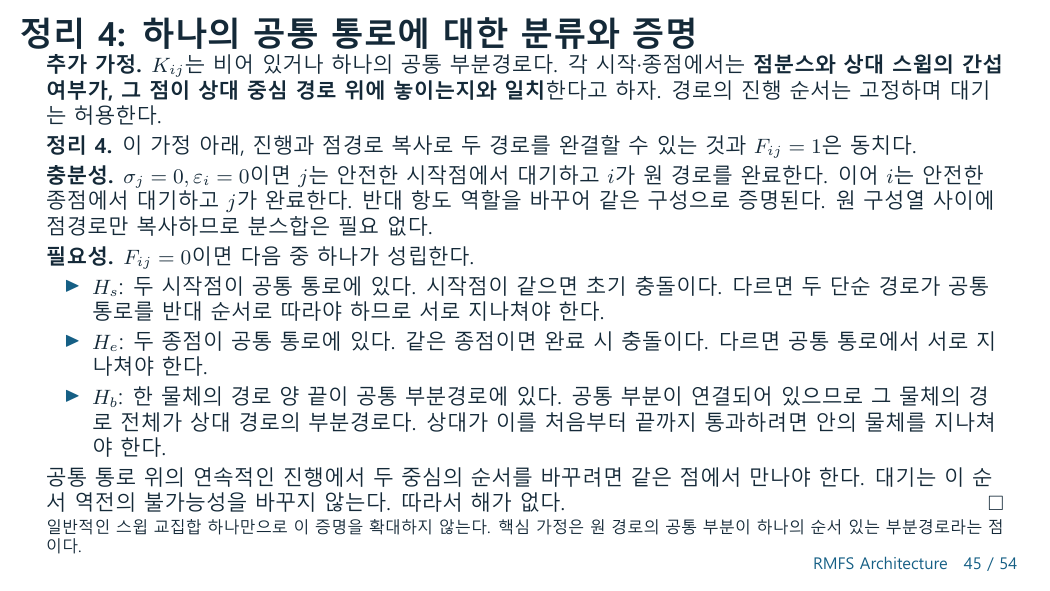 정리 4: 하나의 공통 통로에 대한 분류와 증명
추가 가정. K_{ij}는 비어 있거나 하나의 공통 부분경로다. 각 시작·종점에서는 점분스와 상대 스윕의 간섭
여부가, 그 점이 상대 중심 경로 위에 놓이는지와 일치한다고 하자. 경로의 진행 순서는 고정하며 대기
는 허용한다.
정리 4. 이 가정 아래, 진행과 점경로 복사로 두 경로를 완결할 수 있는 것과 F_{ij} = 1은 동치다.
충분성. σ_j = 0, ε_i = 0이면 j는 안전한 시작점에서 대기하고 i가 원 경로를 완료한다. 이어 i는 안전한
종점에서 대기하고 j가 완료한다. 반대 항도 역할을 바꾸어 같은 구성으로 증명된다. 원 구성열 사이에
점경로만 복사하므로 분스합은 필요 없다.
필요성. F_{ij} = 0이면 다음 중 하나가 성립한다.
▶ H_s: 두 시작점이 공통 통로에 있다. 시작점이 같으면 초기 충돌이다. 다르면 두 단순 경로가 공통
통로를 반대 순서로 따라야 하므로 서로 지나쳐야 한다.
▶ H_e: 두 종점이 공통 통로에 있다. 같은 종점이면 완료 시 충돌이다. 다르면 공통 통로에서 서로 지
나쳐야 한다.
▶ H_b: 한 물체의 경로 양 끝이 공통 부분경로에 있다. 공통 부분이 연결되어 있으므로 그 물체의 경
로 전체가 상대 경로의 부분경로다. 상대가 이를 처음부터 끝까지 통과하려면 안의 물체를 지나쳐
야 한다.
공통 통로 위의 연속적인 진행에서 두 중심의 순서를 바꾸려면 같은 점에서 만나야 한다. 대기는 이 순
서 역전의 불가능성을 바꾸지 않는다. 따라서 해가 없다. □
일반적인 스윕 교집합 하나만으로 이 증명을 확대하지 않는다. 핵심 가정은 원 경로의 공통 부분이 하나의 순서 있는 부분경로라는 점
이다.
RMFS Architecture 45 / 54